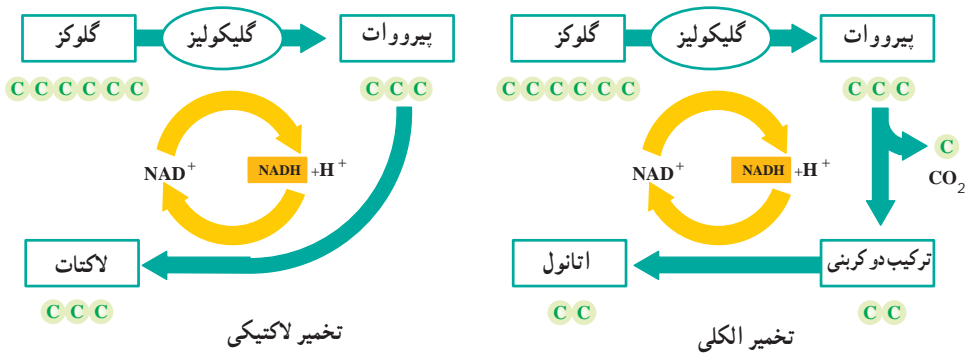 گلوکز
گلیکولیز
پیرووات
C C C C C C
C C C
NAD+
NADH +H+
لاکتات
C C C
تخمیر لاکتیکی
گلوکز
گلیکولیز
پیرووات
C C C C C C
C C C
C
CO2
NAD+
NADH +H+
ترکیب دو کربنی
اتانول
C C
C C
تخمیر الکلی